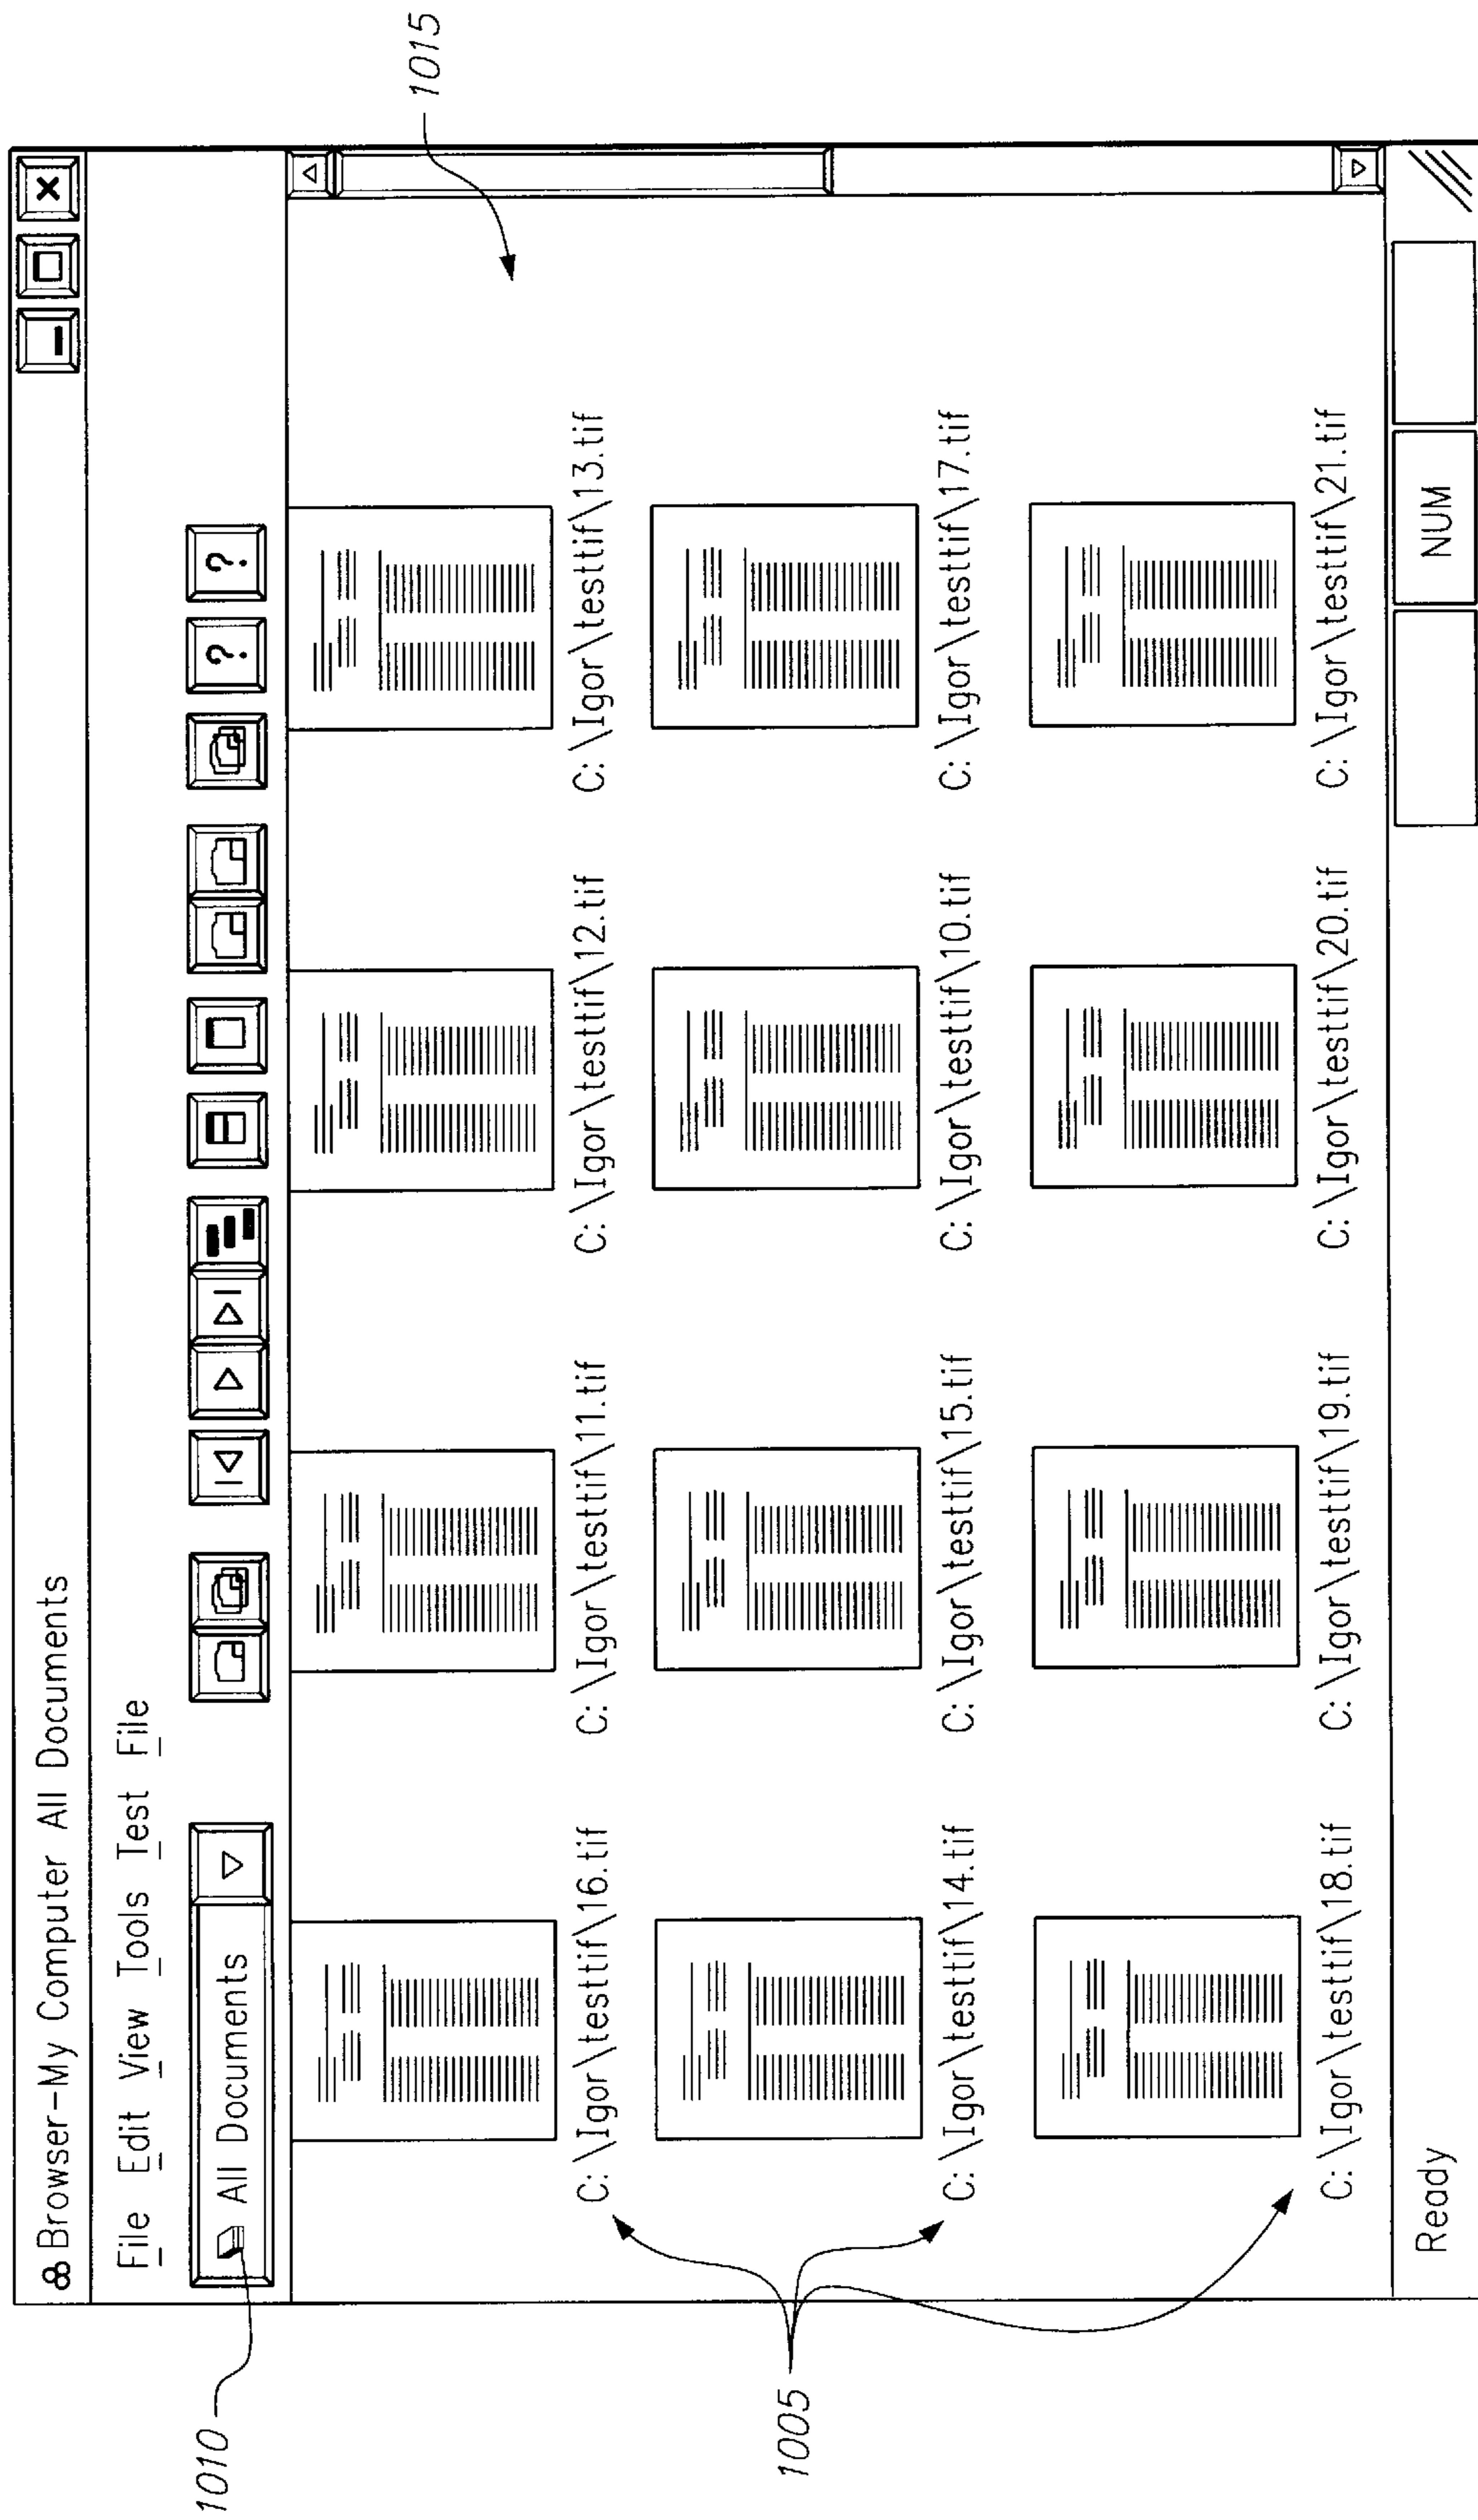 1015
Browser-My Computer All Documents
File Edit View Tools Test File
1010
All Documents
? ?
C:\Igor\testtif\16.tif C:\Igor\testtif\11.tif C:\Igor\testtif\12.tif C:\Igor\testtif\13.tif
1005
C:\Igor\testtif\14.tif C:\Igor\testtif\15.tif C:\Igor\testtif\10.tif C:\Igor\testtif\17.tif
C:\Igor\testtif\18.tif C:\Igor\testtif\19.tif C:\Igor\testtif\20.tif C:\Igor\testtif\21.tif
Ready NUM